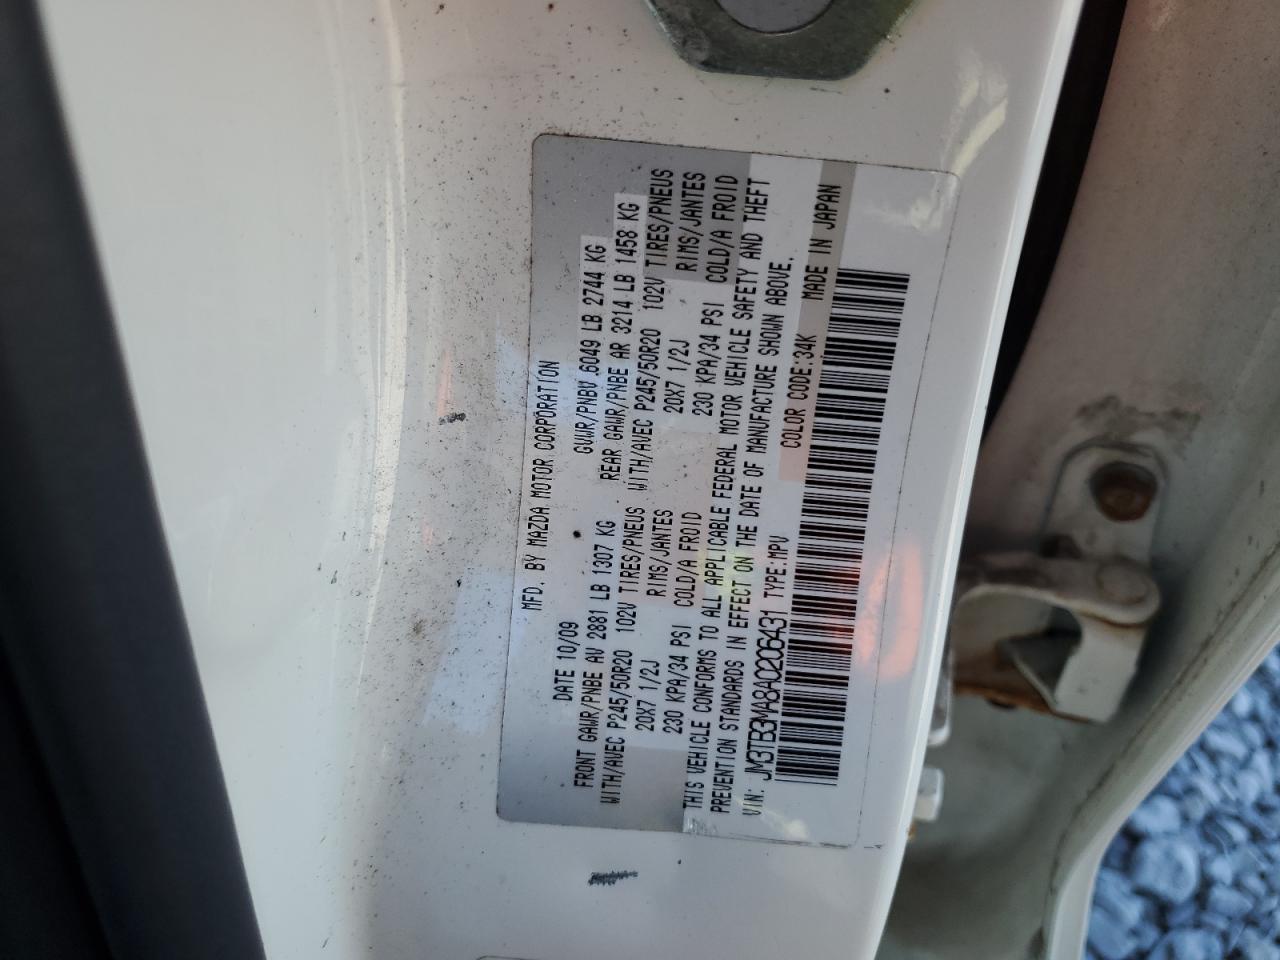 MFD. BY MAZDA MOTOR CORPORATION
DATE 10/09 GVWR/PNBV 6049 LB 2744 KG
FRONT GAWR/PNBE AV 2881 LB 1307 KG REAR GAWR/PNBE AR 3214 LB 1458 KG
WITH/AVEC P245/50R20 102V TIRES/PNEUS WITH/AVEC P245/50R20 102V TIRES/PNEUS
20X7 1/2J RIMS/JANTES 20X7 1/2J RIMS/JANTES
230 KPA/34 PSI COLD/A FROID 230 KPA/34 PSI COLD/A FROID
THIS VEHICLE CONFORMS TO ALL APPLICABLE FEDERAL MOTOR VEHICLE SAFETY AND THEFT
PREVENTION STANDARDS IN EFFECT ON THE DATE OF MANUFACTURE SHOWN ABOVE.
VIN: JM3TB3MA8A0206431 TYPE:MPV COLOR CODE:34K MADE IN JAPAN